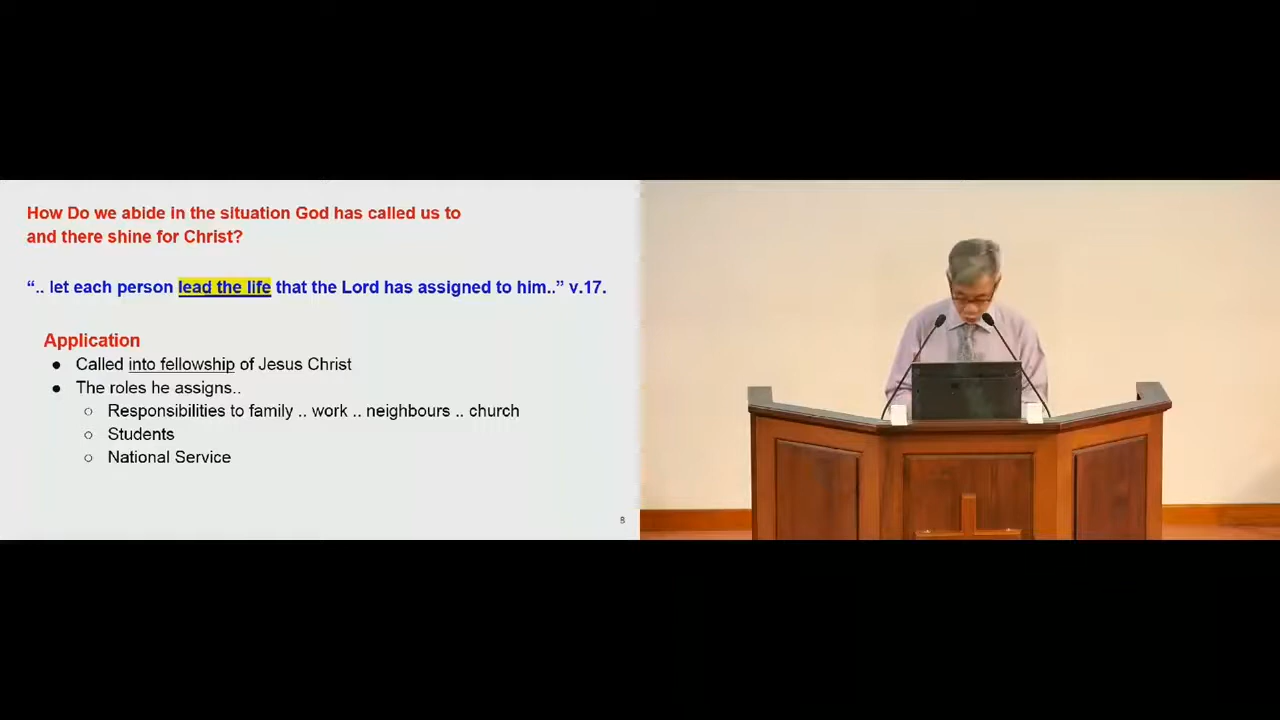 How Do we abide in the situation God has called us to
and there shine for Christ?
“.. let each person lead the life that the Lord has assigned to him..” v.17.
Application
● Called into fellowship of Jesus Christ
● The roles he assigns..
○ Responsibilities to family .. work .. neighbours .. church
○ Students
○ National Service
8